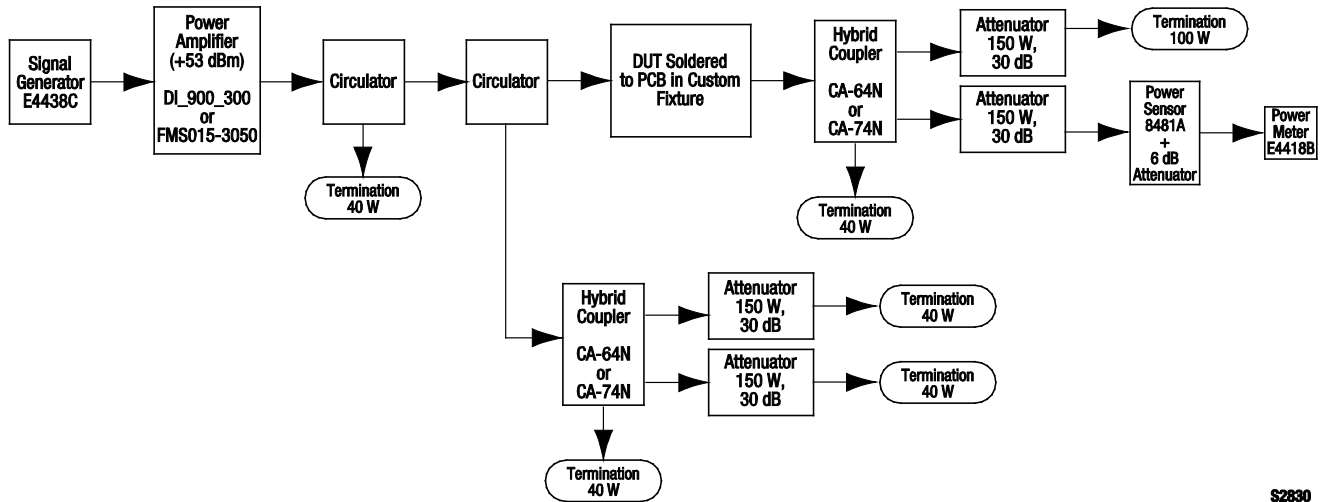 Signal
Generator
E4438C
Power
Amplifier
(+53 dBm)
DI_900_300
or
FMS015-3050
Circulator
Termination
40 W
Circulator
DUT Soldered
to PCB in Custom
Fixture
Hybrid
Coupler
CA-64N
or
CA-74N
Termination
40 W
Attenuator
150 W,
30 dB
Termination
100 W
Attenuator
150 W,
30 dB
Power
Sensor
8481A
+
6 dB
Attenuator
Power
Meter
E4418B
Hybrid
Coupler
CA-64N
or
CA-74N
Termination
40 W
Attenuator
150 W,
30 dB
Termination
40 W
Attenuator
150 W,
30 dB
Termination
40 W
S2830